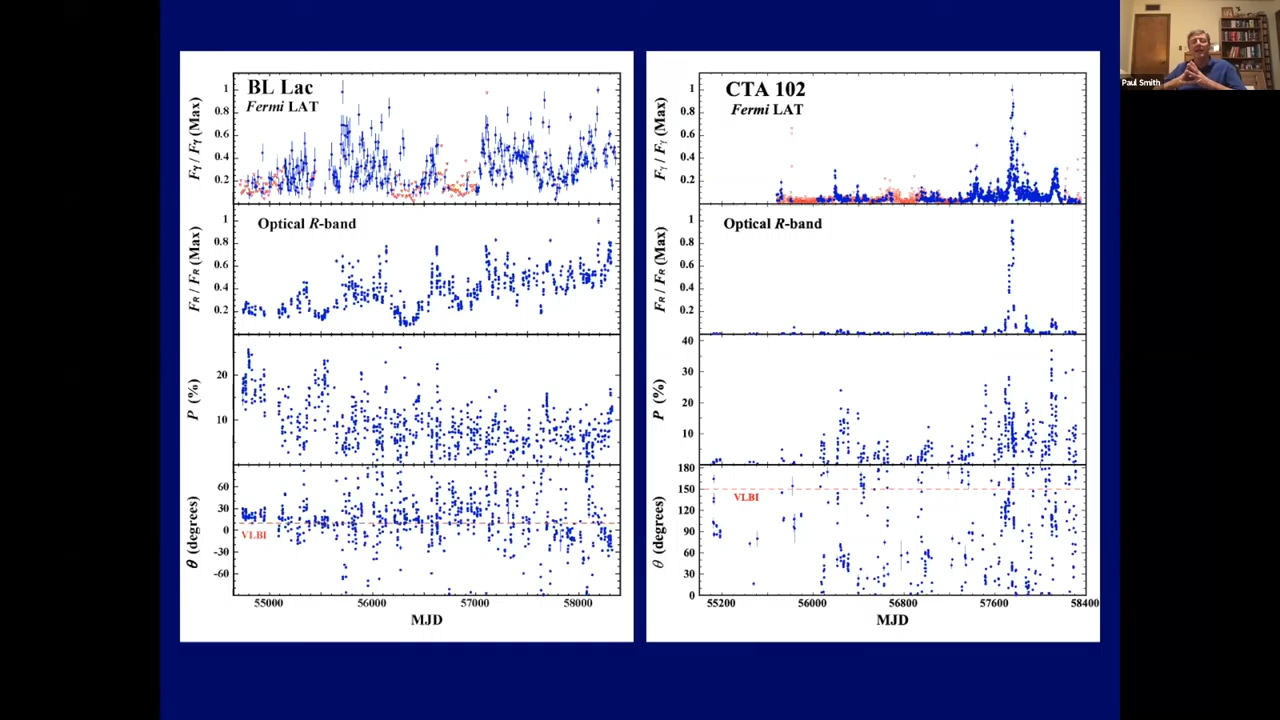 BL Lac
Fermi LAT
Fγ / Fγ (Max)
1
0.8
0.6
0.4
0.2
Optical R-band
FR / FR (Max)
1
0.8
0.6
0.4
0.2
P (%)
20
10
θ (degrees)
60
30
0
-30
-60
VLBI
55000 56000 57000 58000
MJD
CTA 102
Fermi LAT
Fγ / Fγ (Max)
1
0.8
0.6
0.4
0.2
Optical R-band
FR / FR (Max)
1
0.8
0.6
0.4
0.2
P (%)
40
30
20
10
θ (degrees)
180
150
120
90
60
30
0
VLBI
55200 56000 56800 57600 58400
MJD
Paul Smith